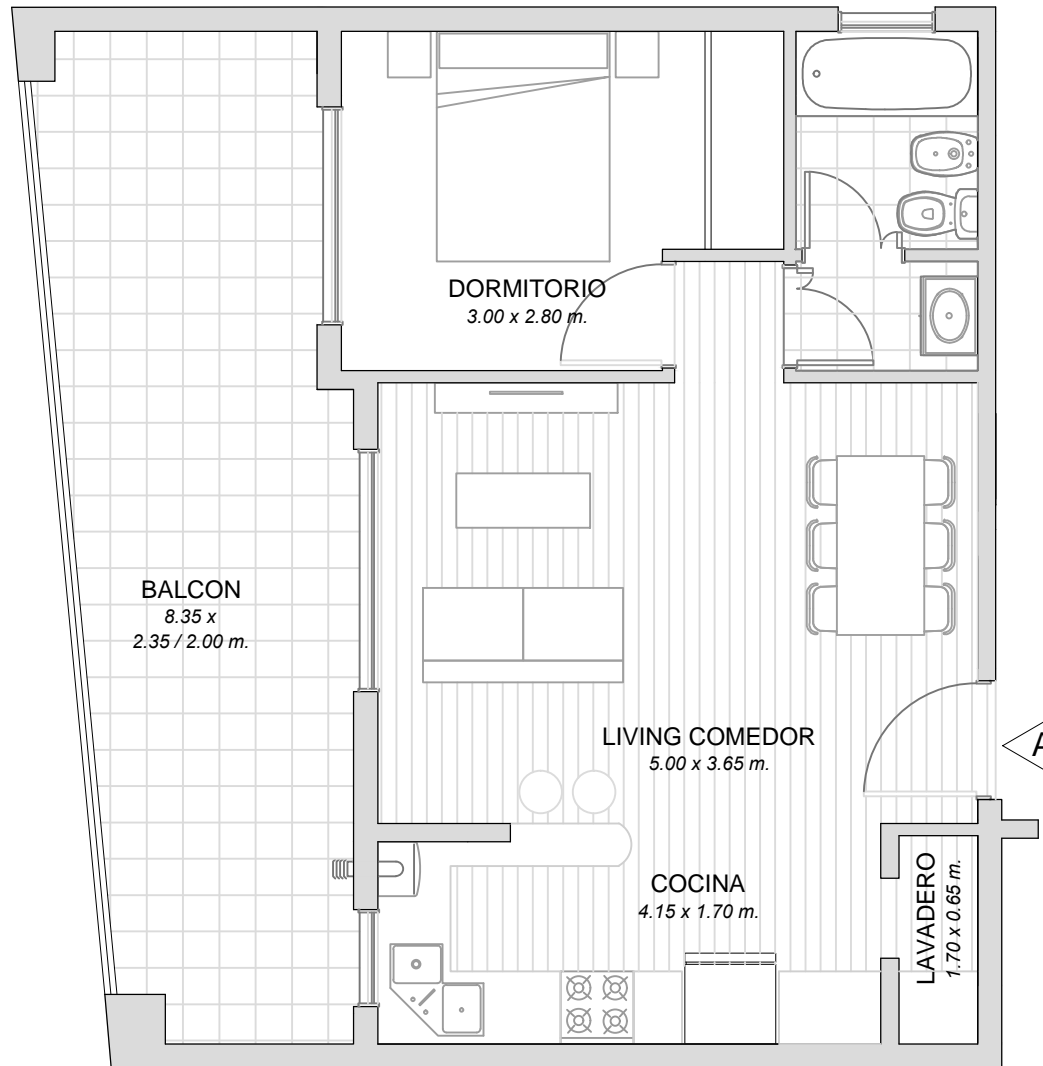 DORMITORIO
3.00 x 2.80 m.
BALCON
8.35 x
2.35 / 2.00 m.
LIVING COMEDOR
5.00 x 3.65 m.
A
COCINA
4.15 x 1.70 m.
LAVADERO
1.70 x 0.65 m.